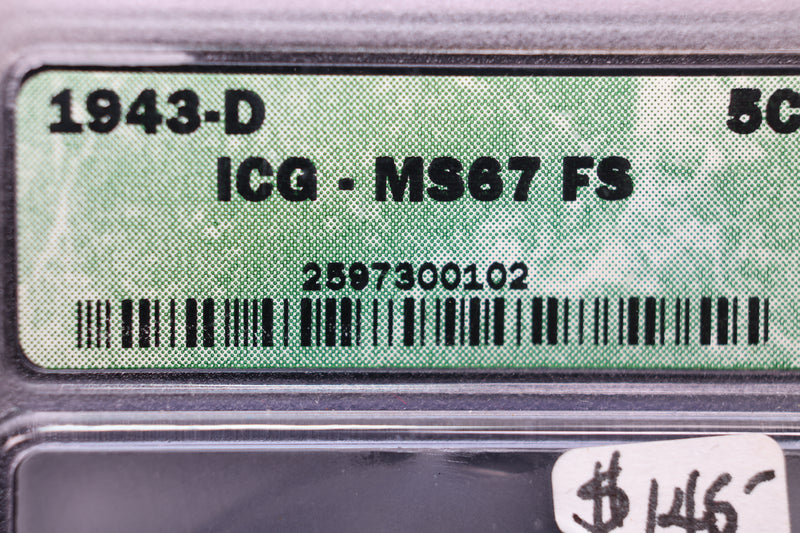 1943-D 5C
ICG - MS67 FS
2597300102
$146-